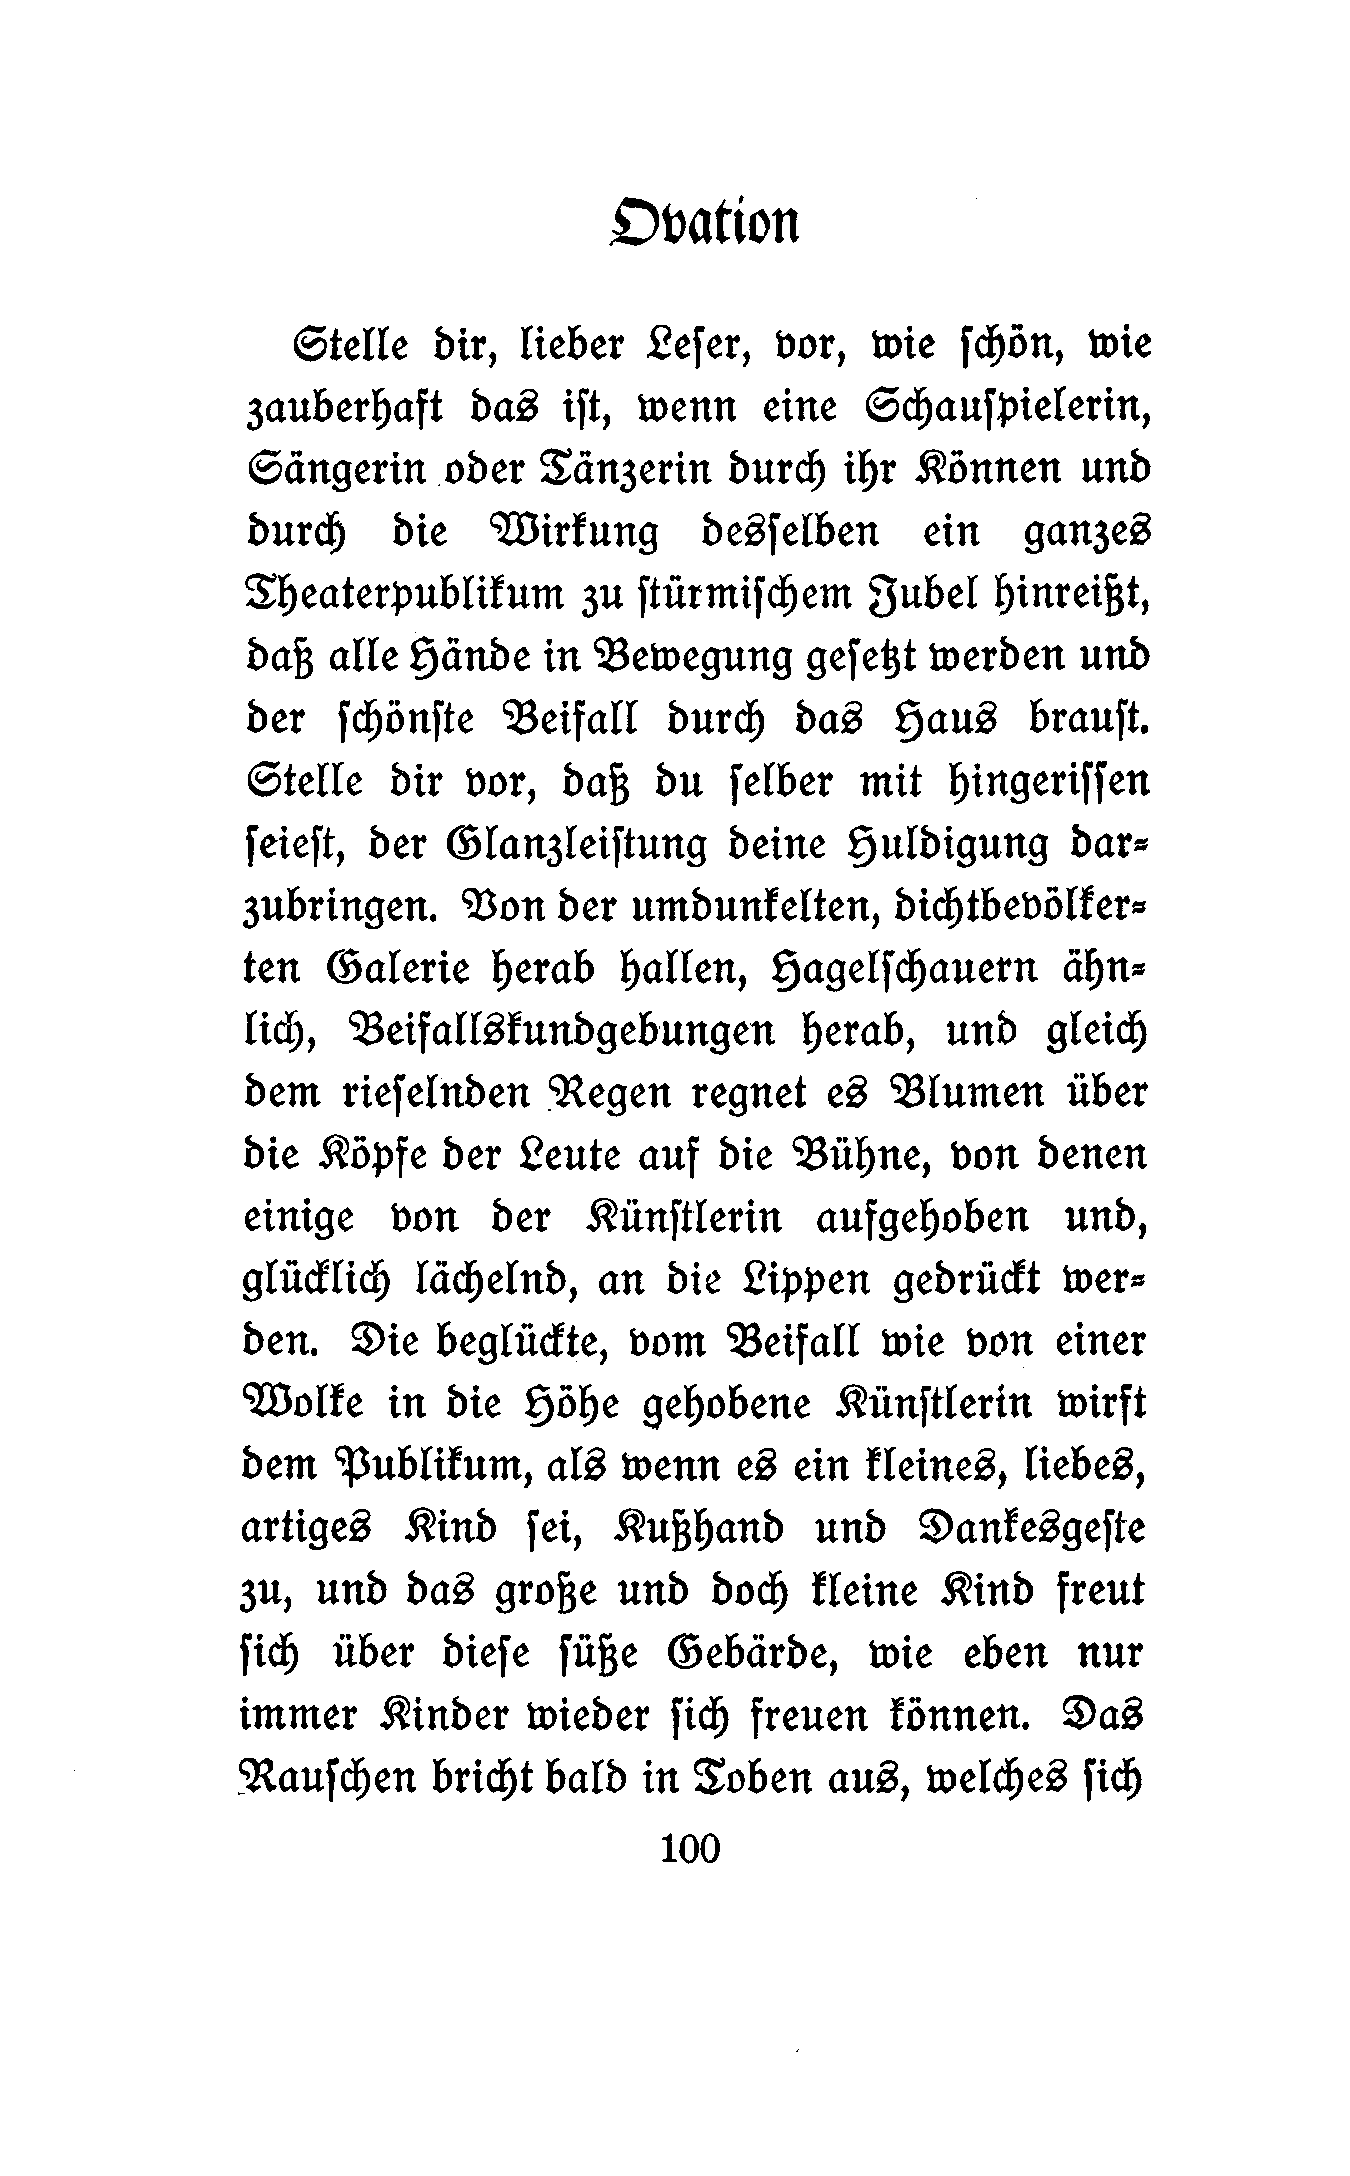 Ovation
Stelle dir, lieber Leser, vor, wie schön, wie
zauberhaft das ist, wenn eine Schauspielerin,
Sängerin oder Tänzerin durch ihr Können und
durch die Wirkung desselben ein ganzes
Theaterpublikum zu stürmischem Jubel hinreißt,
daß alle Hände in Bewegung gesetzt werden und
der schönste Beifall durch das Haus braust.
Stelle dir vor, daß du selber mit hingerissen
seiest, der Glanzleistung deine Huldigung dar-
zubringen. Von der umdunkelten, dichtbevölker-
ten Galerie herab hallen, Hagelschauern ähn-
lich, Beifallskundgebungen herab, und gleich
dem rieselnden Regen regnet es Blumen über
die Köpfe der Leute auf die Bühne, von denen
einige von der Künstlerin aufgehoben und,
glücklich lächelnd, an die Lippen gedrückt wer-
den. Die beglückte, vom Beifall wie von einer
Wolke in die Höhe gehobene Künstlerin wirft
dem Publikum, als wenn es ein kleines, liebes,
artiges Kind sei, Kußhand und Dankesgeste
zu, und das große und doch kleine Kind freut
sich über diese süße Gebärde, wie eben nur
immer Kinder wieder sich freuen können. Das
Rauschen bricht bald in Toben aus, welches sich
100